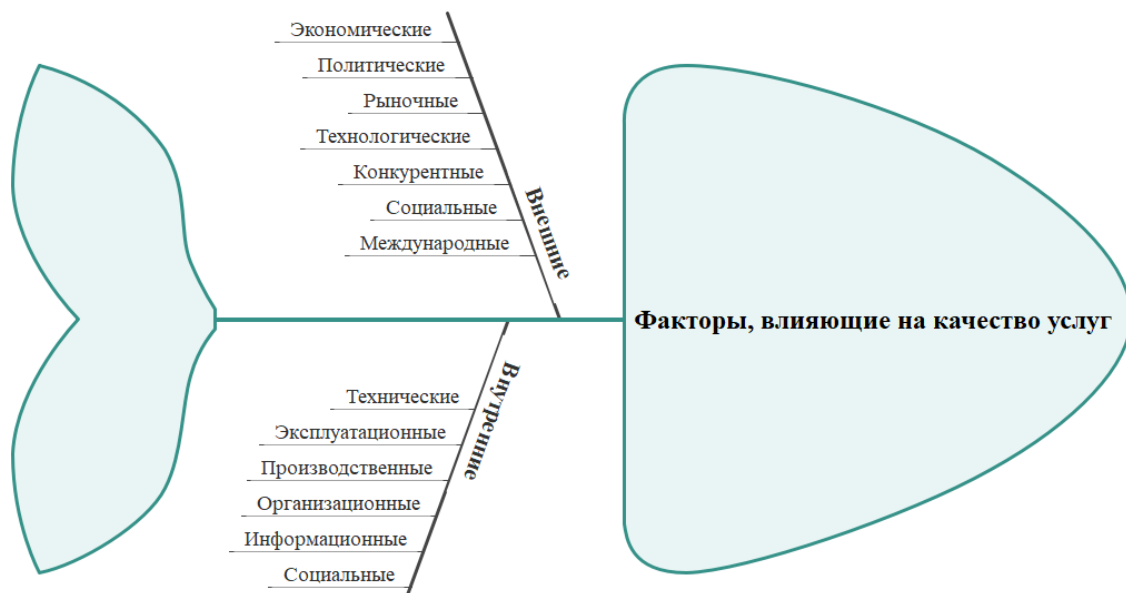 Экономические
Политические
Рыночные
Технологические
Конкурентные
Социальные
Международные
Внешние
Факторы, влияющие на качество услуг
Внутренние
Технические
Эксплуатационные
Производственные
Организационные
Информационные
Социальные